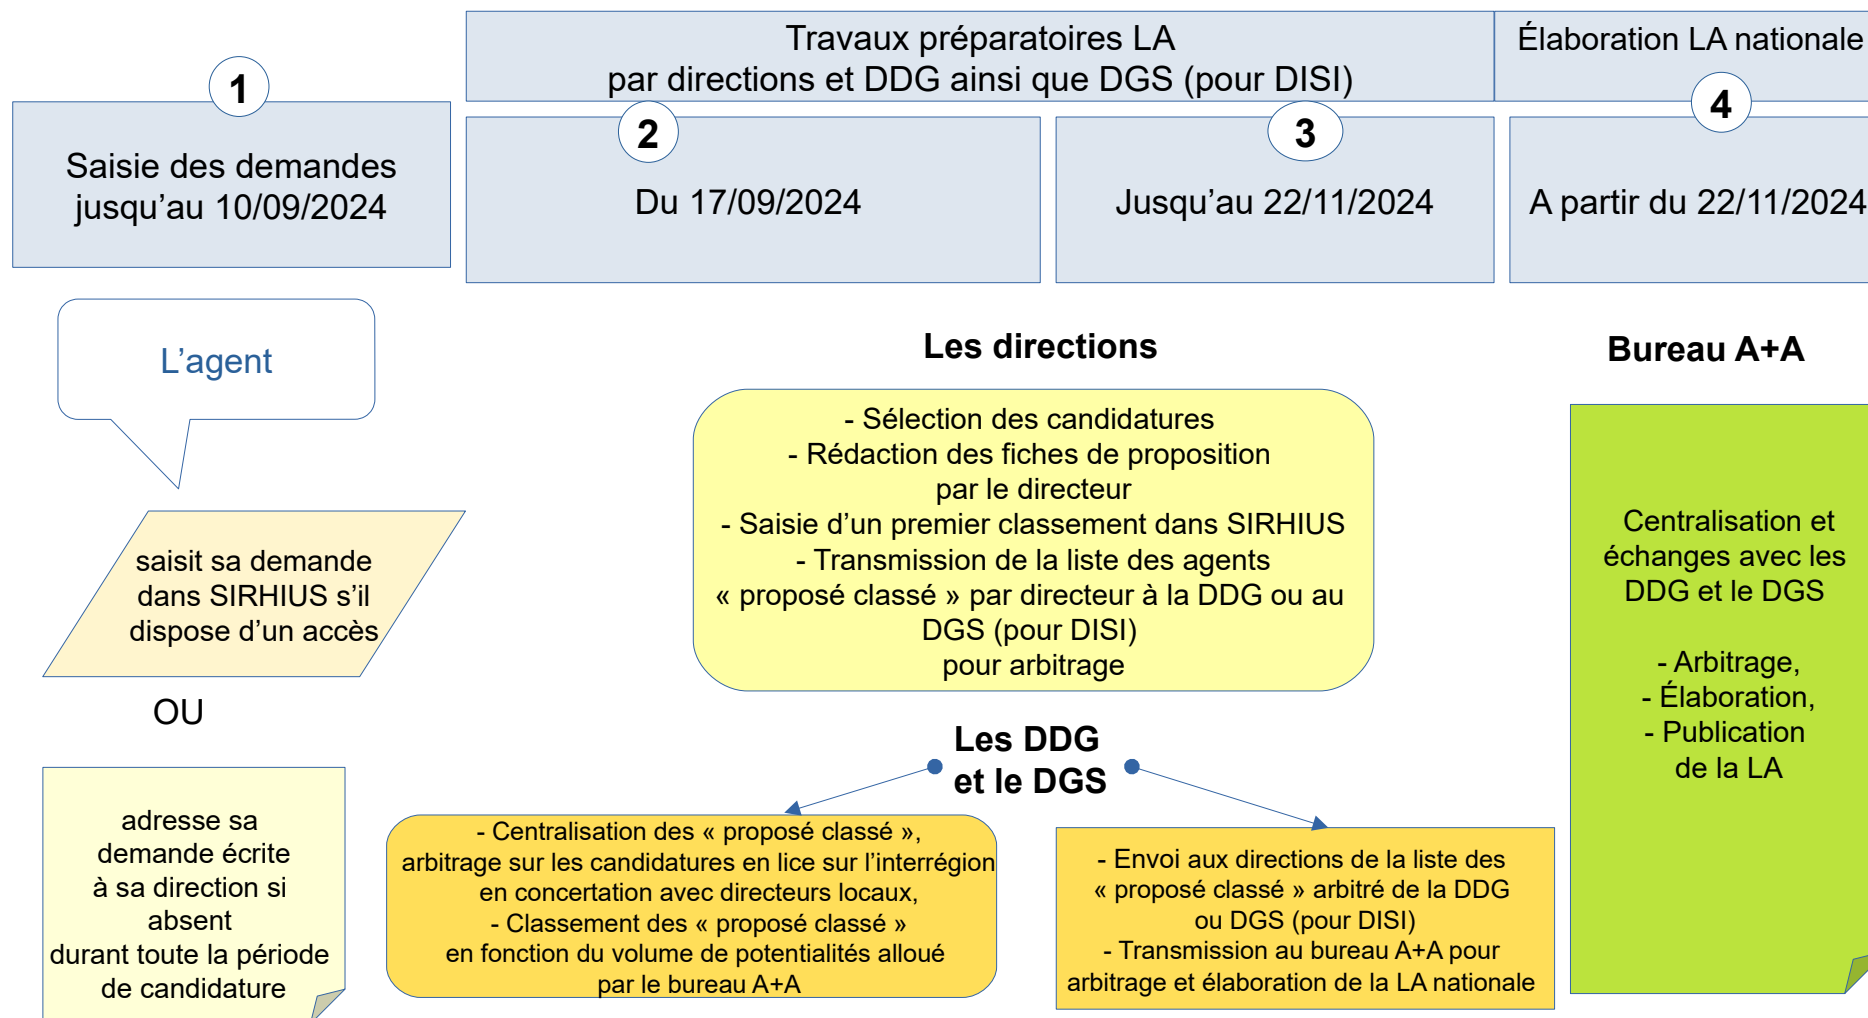 Travaux préparatoires LA
par directions et DDG ainsi que DGS (pour DISI)
Élaboration LA nationale
1
Saisie des demandes
jusqu’au 10/09/2024
2
Du 17/09/2024
3
Jusqu’au 22/11/2024
4
A partir du 22/11/2024
L’agent
saisit sa demande
dans SIRHIUS s’il
dispose d’un accès
OU
adresse sa
demande écrite
à sa direction si
absent
durant toute la période
de candidature
Les directions
- Sélection des candidatures
- Rédaction des fiches de proposition
par le directeur
- Saisie d’un premier classement dans SIRHIUS
- Transmission de la liste des agents
« proposé classé » par directeur à la DDG ou au
DGS (pour DISI)
pour arbitrage
Les DDG
et le DGS
- Centralisation des « proposé classé »,
arbitrage sur les candidatures en lice sur l’interrégion
en concertation avec directeurs locaux,
- Classement des « proposé classé »
en fonction du volume de potentialités alloué
par le bureau A+A
- Envoi aux directions de la liste des
« proposé classé » arbitré de la DDG
ou DGS (pour DISI)
- Transmission au bureau A+A pour
arbitrage et élaboration de la LA nationale
Bureau A+A
Centralisation et
échanges avec les
DDG et le DGS
- Arbitrage,
- Élaboration,
- Publication
de la LA